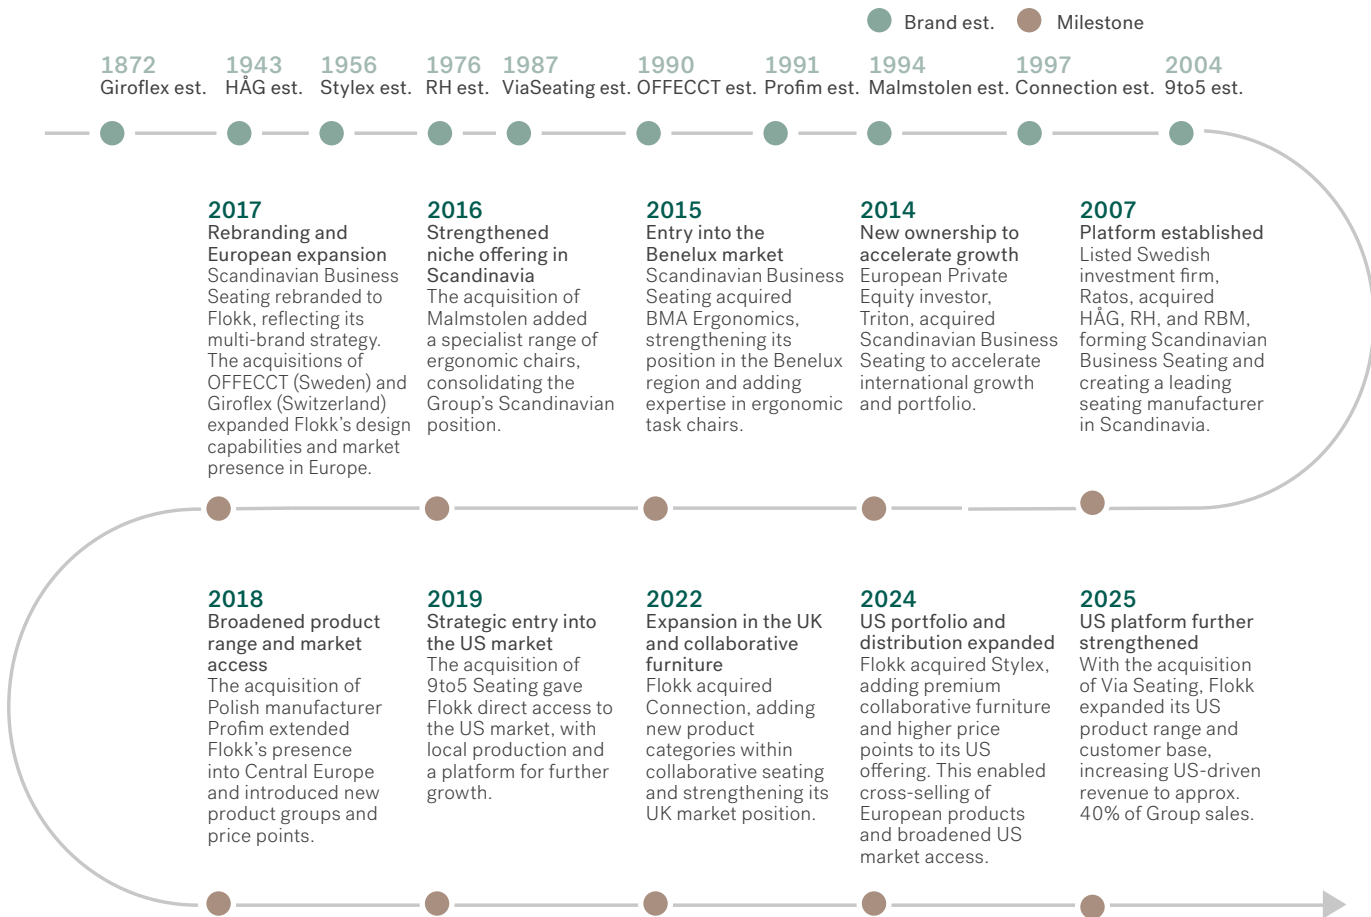 Brand est.
Milestone
1872
Giroflex est.
1943
HÅG est.
1956
Stylex est.
1976
RH est.
1987
ViaSeating est.
1990
OFFECCT est.
1991
Profim est.
1994
Malmstolen est.
1997
Connection est.
2004
9to5 est.
2017
Rebranding and
European expansion
Scandinavian Business
Seating rebranded to
Flokk, reflecting its
multi-brand strategy.
The acquisitions of
OFFECCT (Sweden) and
Giroflex (Switzerland)
expanded Flokk's design
capabilities and market
presence in Europe.
2016
Strengthened
niche offering in
Scandinavia
The acquisition of
Malmstolen added
a specialist range of
ergonomic chairs,
consolidating the
Group's Scandinavian
position.
2015
Entry into the
Benelux market
Scandinavian Business
Seating acquired
BMA Ergonomics,
strengthening its
position in the Benelux
region and adding
expertise in ergonomic
task chairs.
2014
New ownership to
accelerate growth
European Private
Equity investor,
Triton, acquired
Scandinavian Business
Seating to accelerate
international growth
and portfolio.
2007
Platform established
Listed Swedish
investment firm,
Ratos, acquired
HÅG, RH, and RBM,
forming Scandinavian
Business Seating and
creating a leading
seating manufacturer
in Scandinavia.
2018
Broadened product
range and market
access
The acquisition of
Polish manufacturer
Profim extended
Flokk's presence
into Central Europe
and introduced new
product groups and
price points.
2019
Strategic entry into
the US market
The acquisition of
9to5 Seating gave
Flokk direct access to
the US market, with
local production and
a platform for further
growth.
2022
Expansion in the UK
and collaborative
furniture
Flokk acquired
Connection, adding
new product
categories within
collaborative seating
and strengthening its
UK market position.
2024
US portfolio and
distribution expanded
Flokk acquired Stylex,
adding premium
collaborative furniture
and higher price
points to its US
offering. This enabled
cross-selling of
European products
and broadened US
market access.
2025
US platform further
strengthened
With the acquisition
of Via Seating, Flokk
expanded its US
product range and
customer base,
increasing US-driven
revenue to approx.
40% of Group sales.